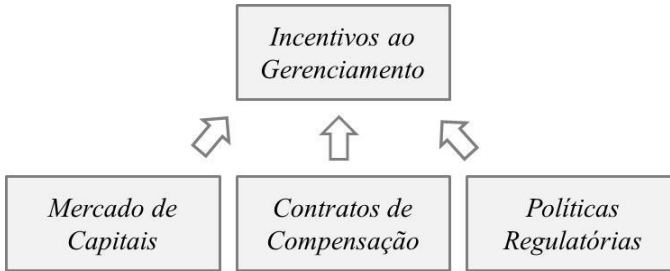 Incentivos ao
Gerenciamento
Mercado de
Capitais
Contratos de
Compensação
Políticas
Regulatórias